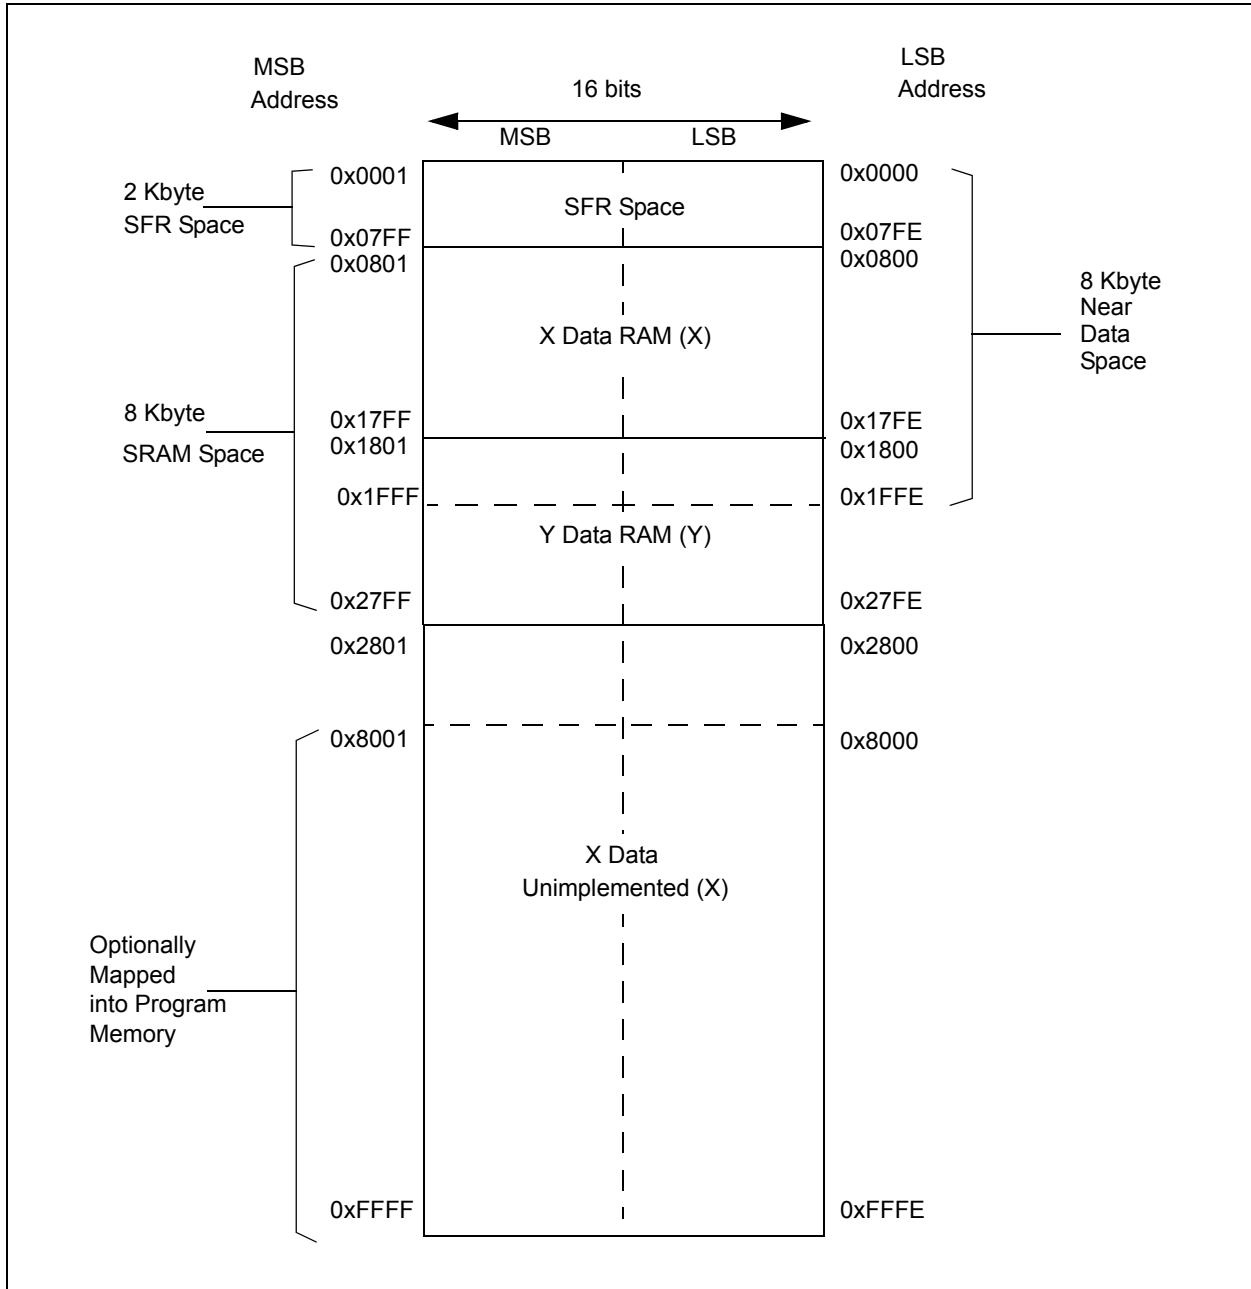 MSB
Address
LSB
Address
16 bits
MSB
LSB
0x0001
0x0000
2 Kbyte
SFR Space
SFR Space
0x07FF
0x07FE
0x0801
0x0800
8 Kbyte
Near
Data
Space
X Data RAM (X)
8 Kbyte
SRAM Space
0x17FF
0x17FE
0x1801
0x1800
0x1FFF
0x1FFE
Y Data RAM (Y)
0x27FF
0x27FE
0x2801
0x2800
0x8001
0x8000
X Data
Unimplemented (X)
Optionally
Mapped
into Program
Memory
0xFFFF
0xFFFE